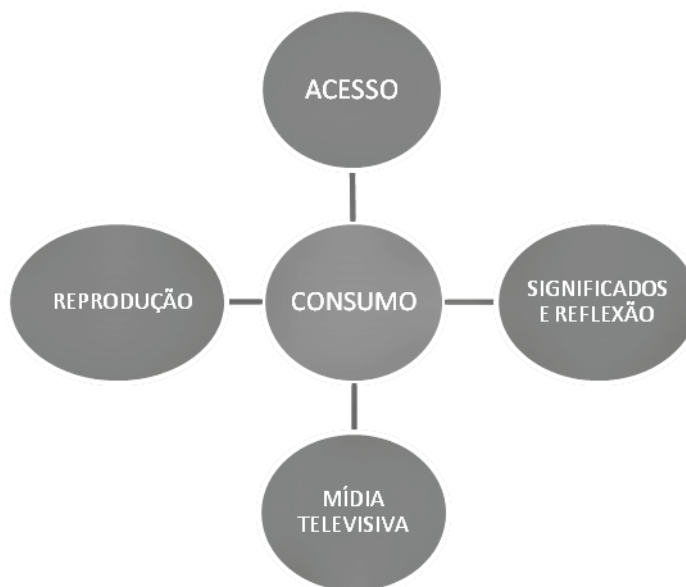 ACESSO
REPRODUÇÃO
CONSUMO
SIGNIFICADOS
E REFLEXÃO
MÍDIA
TELEVISIVA